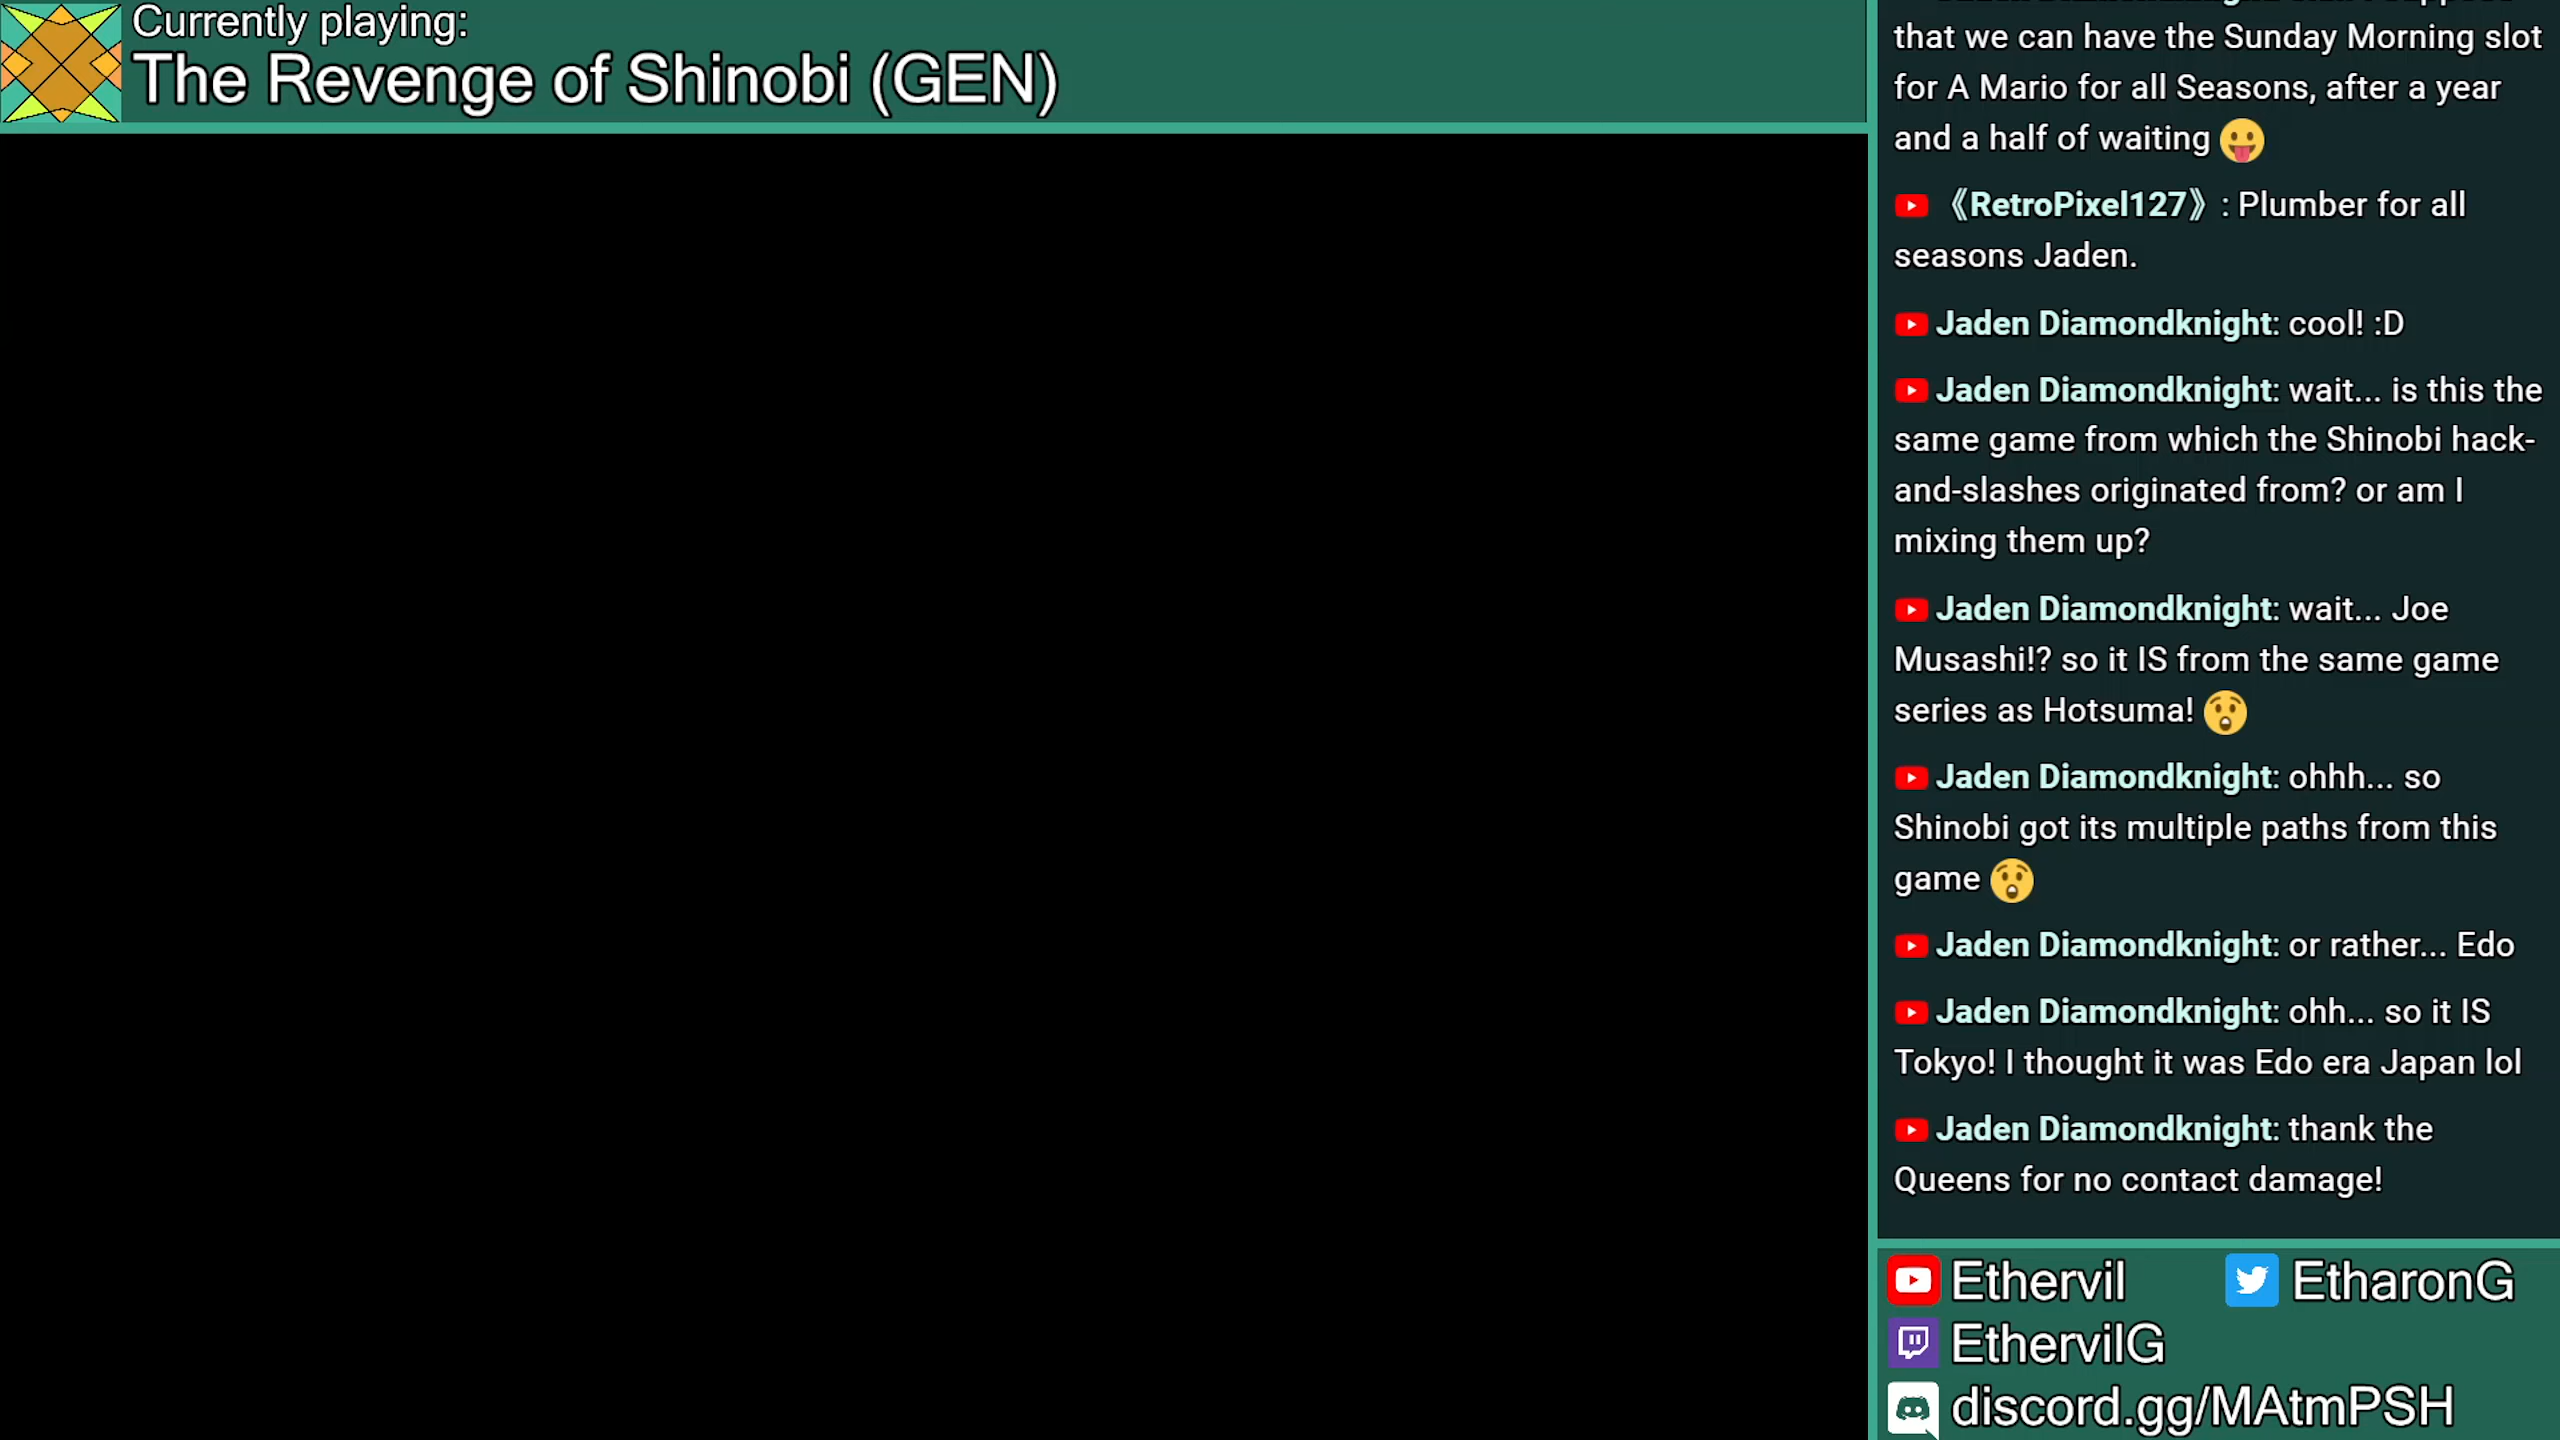 Currently playing:
The Revenge of Shinobi (GEN)
that we can have the Sunday Morning slot
for A Mario for all Seasons, after a year
and a half of waiting 😛
《RetroPixel127》: Plumber for all
seasons Jaden.
Jaden Diamondknight: cool! :D
Jaden Diamondknight: wait... is this the
same game from which the Shinobi hack-
and-slashes originated from? or am I
mixing them up?
Jaden Diamondknight: wait... Joe
Musashi!? so it IS from the same game
series as Hotsuma! 😲
Jaden Diamondknight: ohhh... so
Shinobi got its multiple paths from this
game 😲
Jaden Diamondknight: or rather... Edo
Jaden Diamondknight: ohh... so it IS
Tokyo! I thought it was Edo era Japan lol
Jaden Diamondknight: thank the
Queens for no contact damage!
Ethervil
EtharonG
EthervilG
discord.gg/MAtmPSH